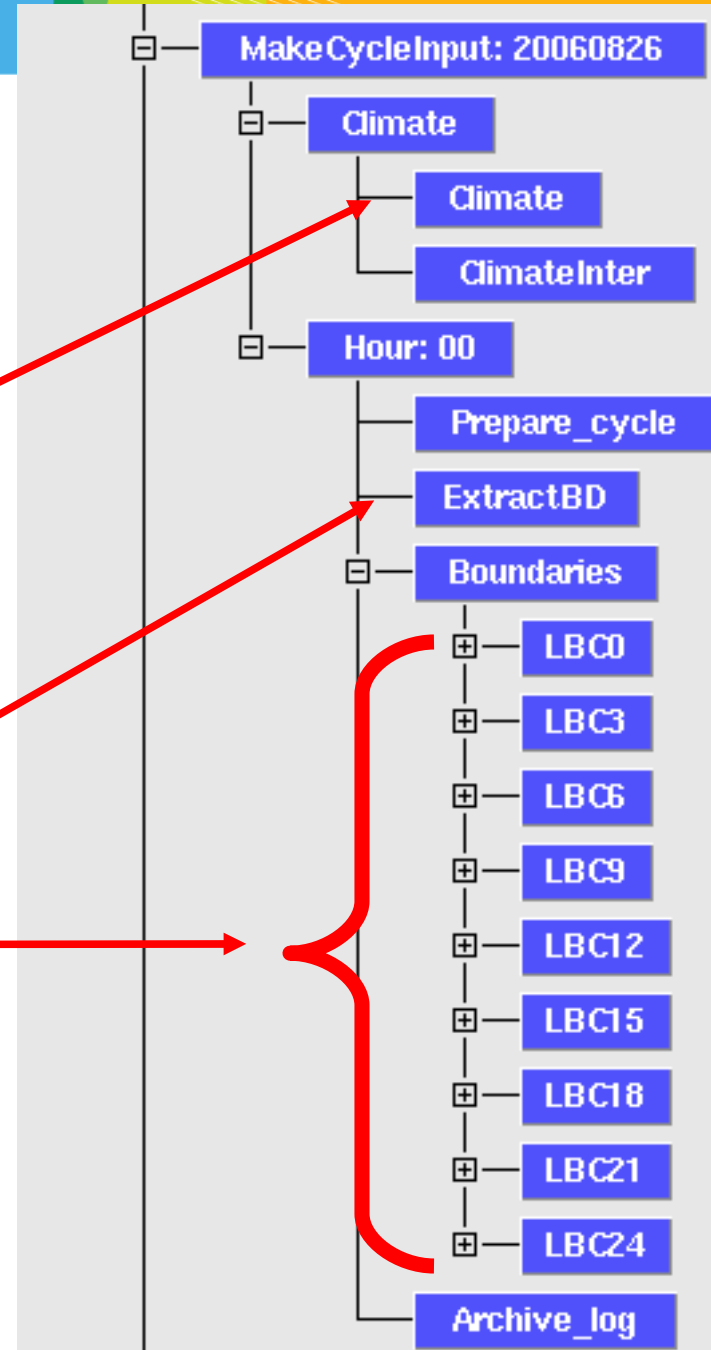 MakeCycleInput: 20060826
Climate
Climate
ClimateInter
Hour: 00
Prepare_cycle
ExtractBD
Boundaries
LBC0
LBC3
LBC6
LBC9
LBC12
LBC15
LBC18
LBC21
LBC24
Archive_log